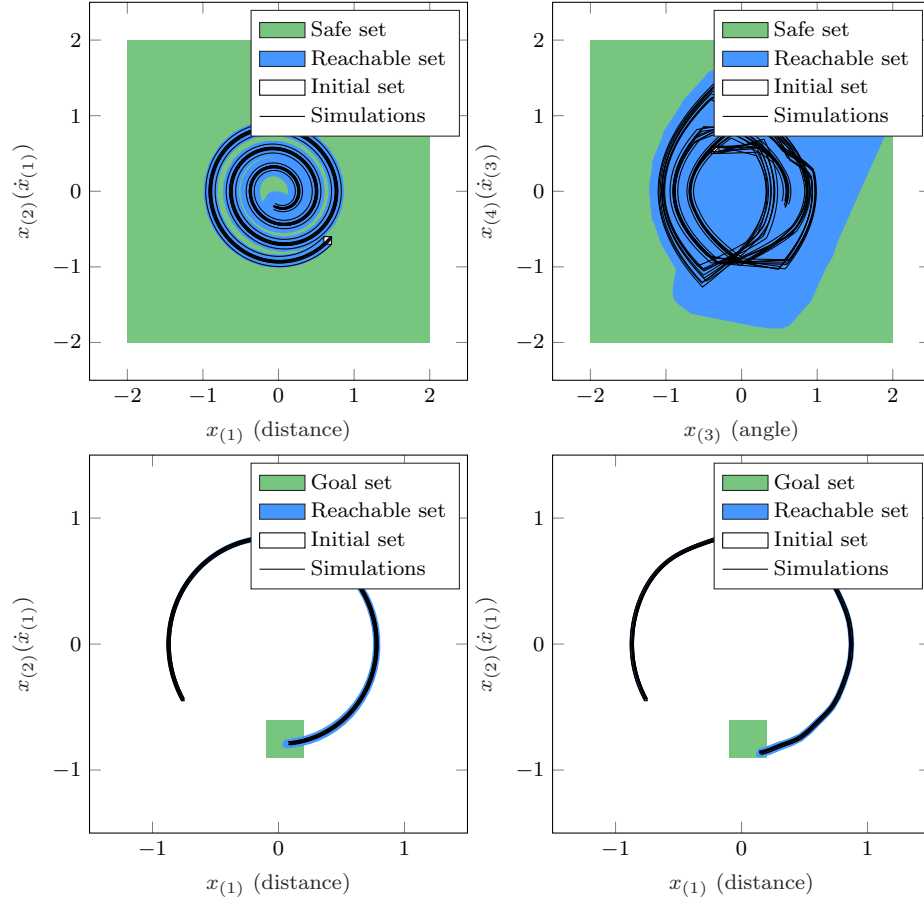 Safe set
Reachable set
Initial set
Simulations
2
1
0
−1
−2
−2
−1
0
1
2
x(2)(ẋ(1))
x(1) (distance)
Safe set
Reachable set
Initial set
Simulations
2
1
0
−1
−2
−2
−1
0
1
2
x(4)(ẋ(3))
x(3) (angle)
Goal set
Reachable set
Initial set
Simulations
1
0
−1
−1
0
1
x(2)(ẋ(1))
x(1) (distance)
Goal set
Reachable set
Initial set
Simulations
1
0
−1
−1
0
1
x(2)(ẋ(1))
x(1) (distance)